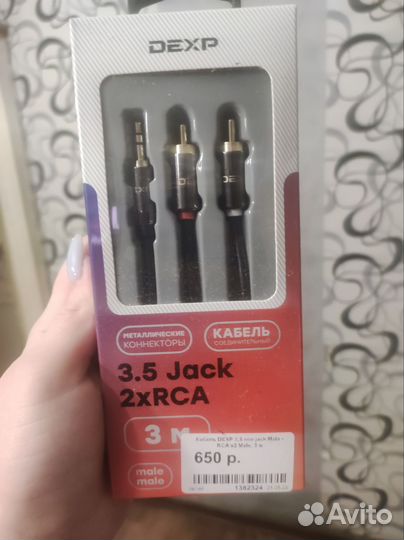 DEXP
DEXP
МЕТАЛЛИЧЕСКИЕ
КОННЕКТОРЫ
КАБЕЛЬ
СОЕДИНИТЕЛЬНЫЙ
3.5 Jack
2xRCA
3 м
male
male
Кабель DEXP 3.5 мм jack Male -
RCA x2 Male, 3 м
650 р.
1382524
Avito